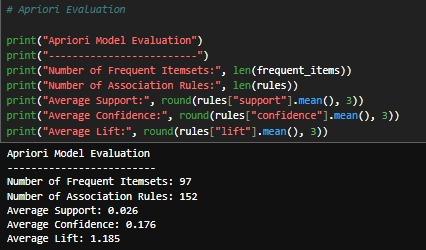 # Apriori Evaluation
print("Apriori Model Evaluation")
print("-------------------------")
print("Number of Frequent Itemsets:", len(frequent_items))
print("Number of Association Rules:", len(rules))
print("Average Support:", round(rules["support"].mean(), 3))
print("Average Confidence:", round(rules["confidence"].mean(), 3))
print("Average Lift:", round(rules["lift"].mean(), 3))
Apriori Model Evaluation
-------------------------
Number of Frequent Itemsets: 97
Number of Association Rules: 152
Average Support: 0.026
Average Confidence: 0.176
Average Lift: 1.185